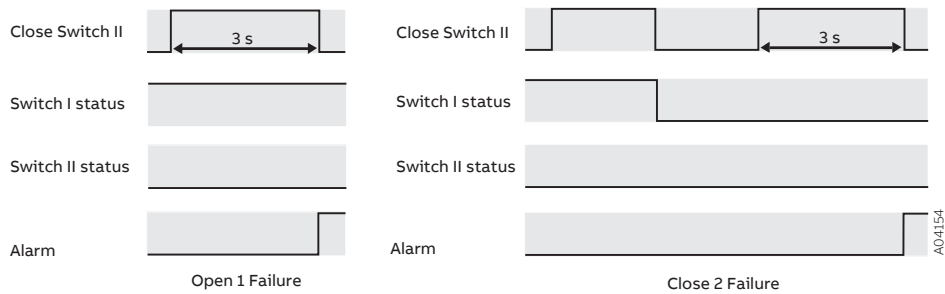 Close Switch II
3 s
Switch I status
Switch II status
Alarm
Open 1 Failure
Close Switch II
3 s
Switch I status
Switch II status
Alarm
Close 2 Failure
A04154